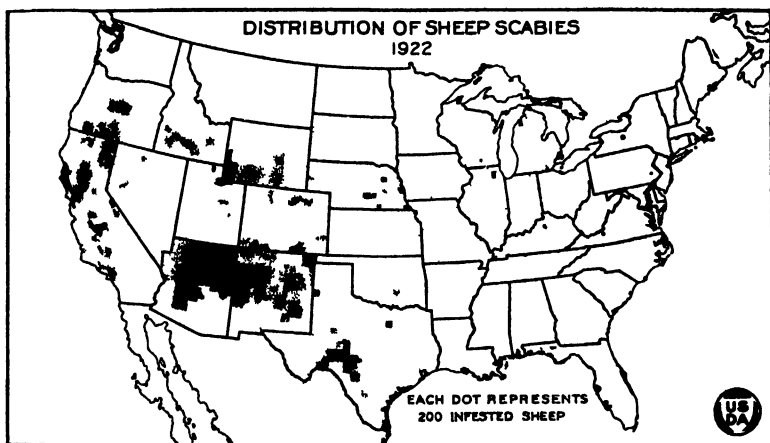 DISTRIBUTION OF SHEEP SCABIES
1922
EACH DOT REPRESENTS
200 INFESTED SHEEP
US
DA